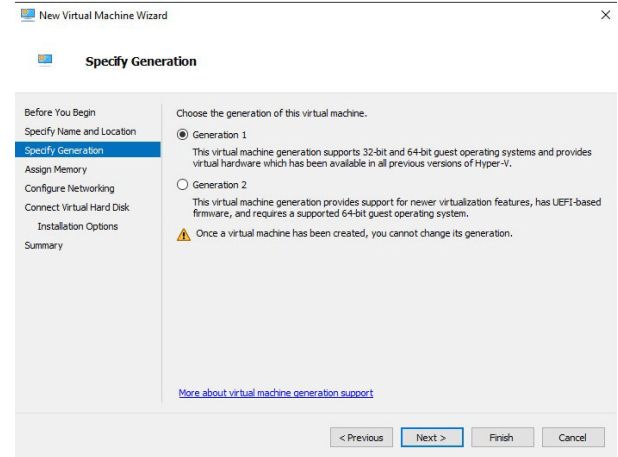 New Virtual Machine Wizard
Specify Generation
Before You Begin
Specify Name and Location
Specify Generation
Assign Memory
Configure Networking
Connect Virtual Hard Disk
Installation Options
Summary
Choose the generation of this virtual machine.
Generation 1
This virtual machine generation supports 32-bit and 64-bit guest operating systems and provides
virtual hardware which has been available in all previous versions of Hyper-V.
Generation 2
This virtual machine generation provides support for newer virtualization features, has UEFI-based
firmware, and requires a supported 64-bit guest operating system.
Once a virtual machine has been created, you cannot change its generation.
More about virtual machine generation support
< Previous
Next >
Finish
Cancel